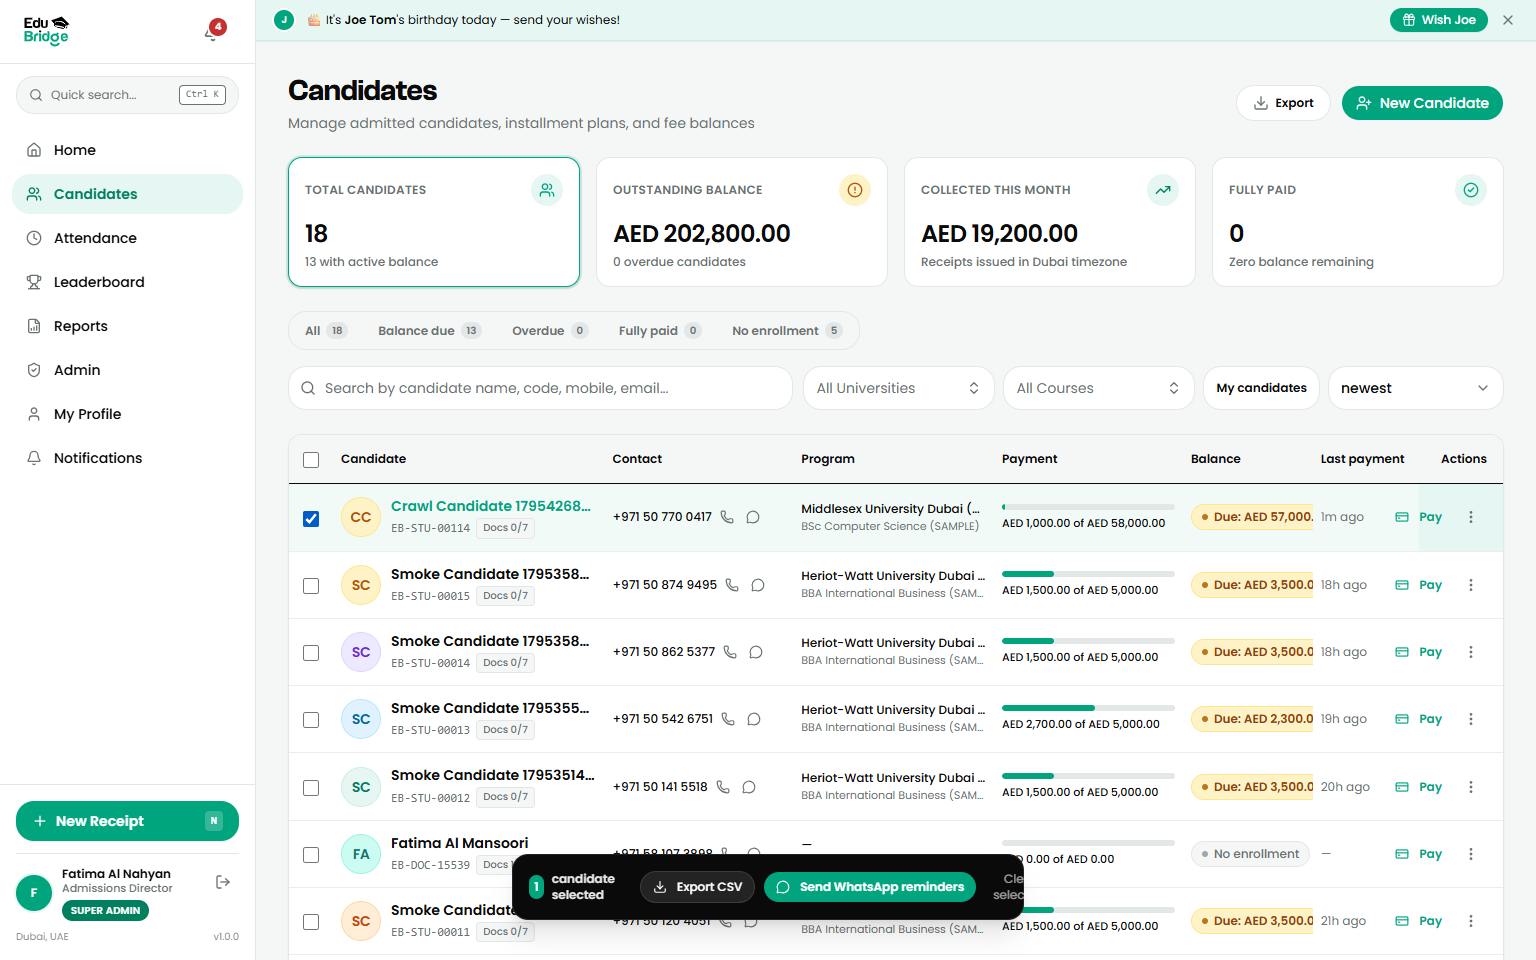 Edu
Bridge
4
J
🎂 It's Joe Tom's birthday today — send your wishes!
Wish Joe
Quick search...
Ctrl K
Home
Candidates
Attendance
Leaderboard
Reports
Admin
My Profile
Notifications
New Receipt
N
F
Fatima Al Nahyan
Admissions Director
SUPER ADMIN
Dubai, UAE
v1.0.0
Candidates
Manage admitted candidates, installment plans, and fee balances
Export
New Candidate
TOTAL CANDIDATES
18
13 with active balance
OUTSTANDING BALANCE
AED 202,800.00
0 overdue candidates
COLLECTED THIS MONTH
AED 19,200.00
Receipts issued in Dubai timezone
FULLY PAID
0
Zero balance remaining
All 18
Balance due 13
Overdue 0
Fully paid 0
No enrollment 5
Search by candidate name, code, mobile, email...
All Universities
All Courses
My candidates
newest
Candidate Contact Program Payment Balance Last payment Actions
CC
Crawl Candidate 17954268...
EB-STU-00114 Docs 0/7
+971 50 770 0417
Middlesex University Dubai (...
BSc Computer Science (SAMPLE)
AED 1,000.00 of AED 58,000.00
Due: AED 57,000.
1m ago
Pay
SC
Smoke Candidate 1795358...
EB-STU-00015 Docs 0/7
+971 50 874 9495
Heriot-Watt University Dubai ...
BBA International Business (SAM...
AED 1,500.00 of AED 5,000.00
Due: AED 3,500.0
18h ago
Pay
SC
Smoke Candidate 1795358...
EB-STU-00014 Docs 0/7
+971 50 862 5377
Heriot-Watt University Dubai ...
BBA International Business (SAM...
AED 1,500.00 of AED 5,000.00
Due: AED 3,500.0
18h ago
Pay
SC
Smoke Candidate 1795355...
EB-STU-00013 Docs 0/7
+971 50 542 6751
Heriot-Watt University Dubai ...
BBA International Business (SAM...
AED 2,700.00 of AED 5,000.00
Due: AED 2,300.0
19h ago
Pay
SC
Smoke Candidate 17953514...
EB-STU-00012 Docs 0/7
+971 50 141 5518
Heriot-Watt University Dubai ...
BBA International Business (SAM...
AED 1,500.00 of AED 5,000.00
Due: AED 3,500.0
20h ago
Pay
FA
Fatima Al Mansoori
EB-DOC-15539 Docs
+971 58 107 3898
—
0.00 of AED 0.00
No enrollment
—
Pay
SC
Smoke Candidate
EB-STU-00011 Docs 0/7
+971 50 120 4051
BBA International Business (SAM...
AED 1,500.00 of AED 5,000.00
Due: AED 3,500.0
21h ago
Pay
1
candidate
selected
Export CSV
Send WhatsApp reminders
Cle
selec